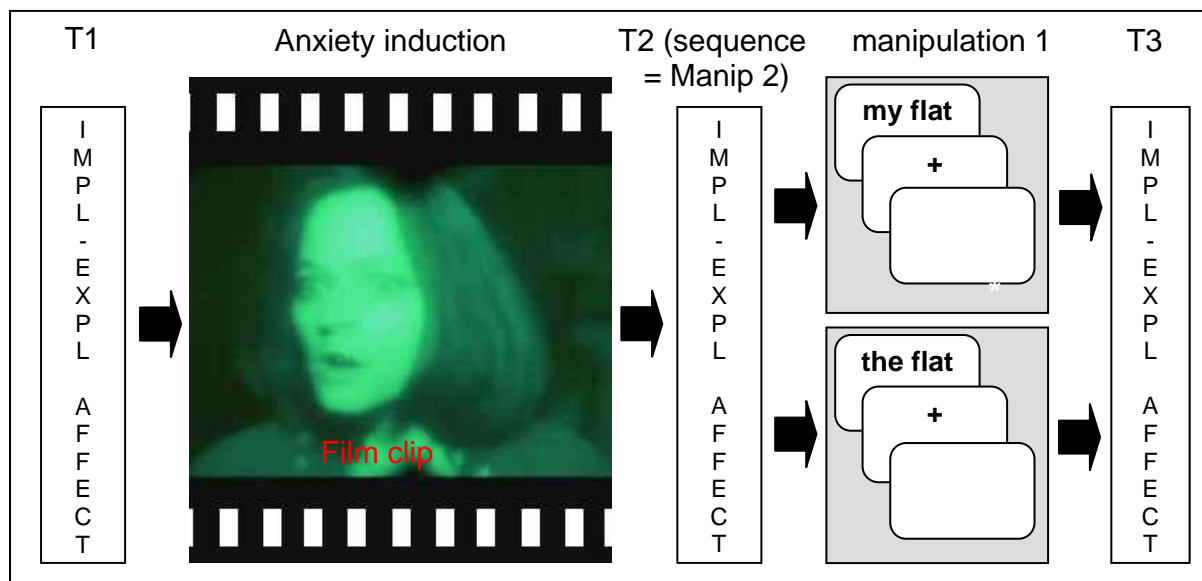 T1
Anxiety induction
T2 (sequence
= Manip 2)
manipulation 1
T3
I
M
P
L
-
E
X
P
L
A
F
F
E
C
T
Film clip
I
M
P
L
-
E
X
P
L
A
F
F
E
C
T
my flat
+
*
the flat
+
I
M
P
L
-
E
X
P
L
A
F
F
E
C
T